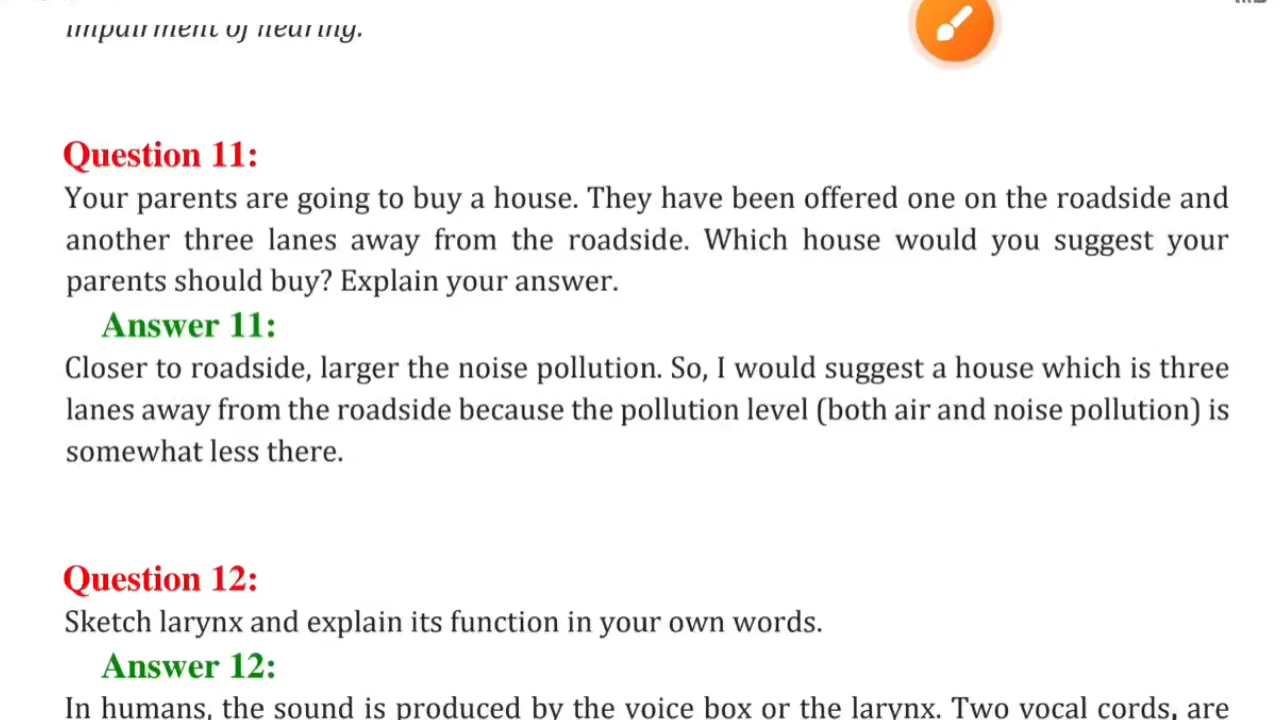 impairment of hearing.
Question 11:
Your parents are going to buy a house. They have been offered one on the roadside and
another three lanes away from the roadside. Which house would you suggest your
parents should buy? Explain your answer.
Answer 11:
Closer to roadside, larger the noise pollution. So, I would suggest a house which is three
lanes away from the roadside because the pollution level (both air and noise pollution) is
somewhat less there.
Question 12:
Sketch larynx and explain its function in your own words.
Answer 12:
In humans, the sound is produced by the voice box or the larynx. Two vocal cords, are